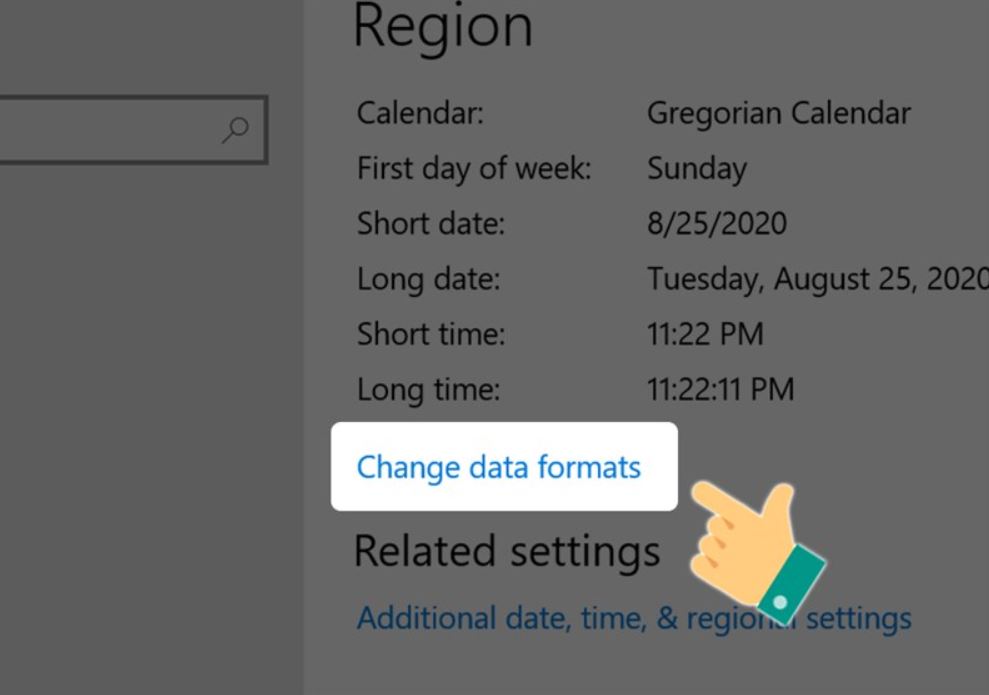 Region
Calendar: Gregorian Calendar
First day of week: Sunday
Short date: 8/25/2020
Long date: Tuesday, August 25, 2020
Short time: 11:22 PM
Long time: 11:22:11 PM
Change data formats
Related settings
Additional date, time, & regional settings